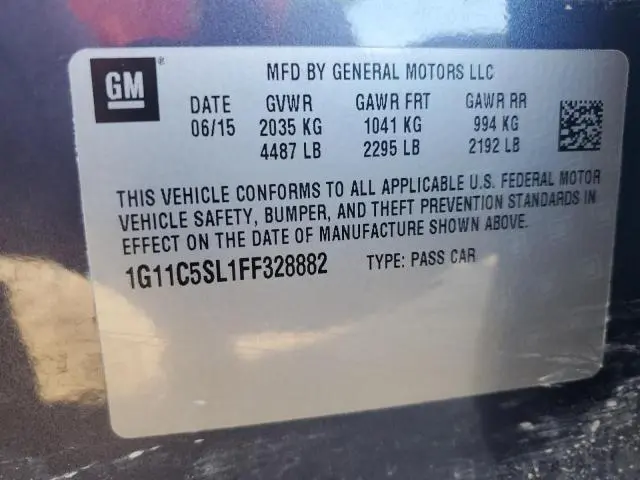 GM ®
MFD BY GENERAL MOTORS LLC
DATE GVWR GAWR FRT GAWR RR
06/15 2035 KG 1041 KG 994 KG
4487 LB 2295 LB 2192 LB
THIS VEHICLE CONFORMS TO ALL APPLICABLE U.S. FEDERAL MOTOR
VEHICLE SAFETY, BUMPER, AND THEFT PREVENTION STANDARDS IN
EFFECT ON THE DATE OF MANUFACTURE SHOWN ABOVE.
1G11C5SL1FF328882 TYPE: PASS CAR